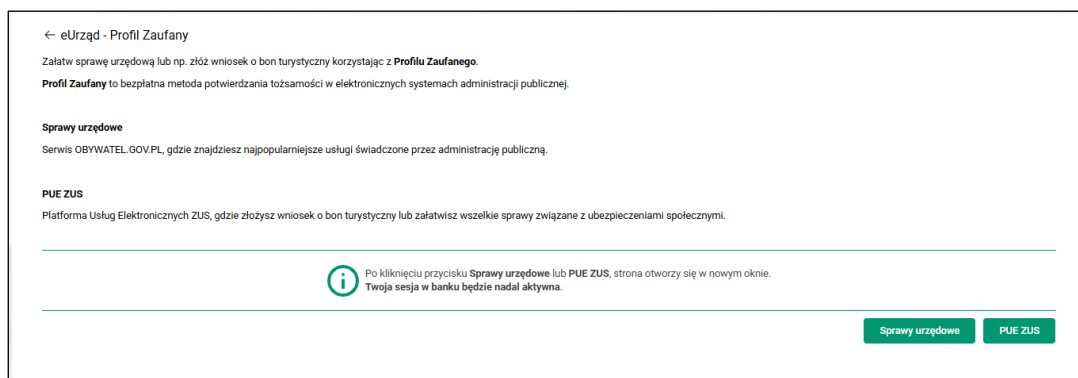 ← eUrząd - Profil Zaufany
Załatw sprawę urzędową lub np. złóż wniosek o bon turystyczny korzystając z Profilu Zaufanego.
Profil Zaufany to bezpłatna metoda potwierdzania tożsamości w elektronicznych systemach administracji publicznej.
Sprawy urzędowe
Serwis OBYWATEL.GOV.PL, gdzie znajdziesz najpopularniejsze usługi świadczone przez administrację publiczną.
PUE ZUS
Platforma Usług Elektronicznych ZUS, gdzie złożysz wniosek o bon turystyczny lub załatwisz wszelkie sprawy związane z ubezpieczeniami społecznymi.
Po kliknięciu przycisku Sprawy urzędowe lub PUE ZUS, strona otworzy się w nowym oknie.
Twoja sesja w banku będzie nadal aktywna.
Sprawy urzędowe PUE ZUS